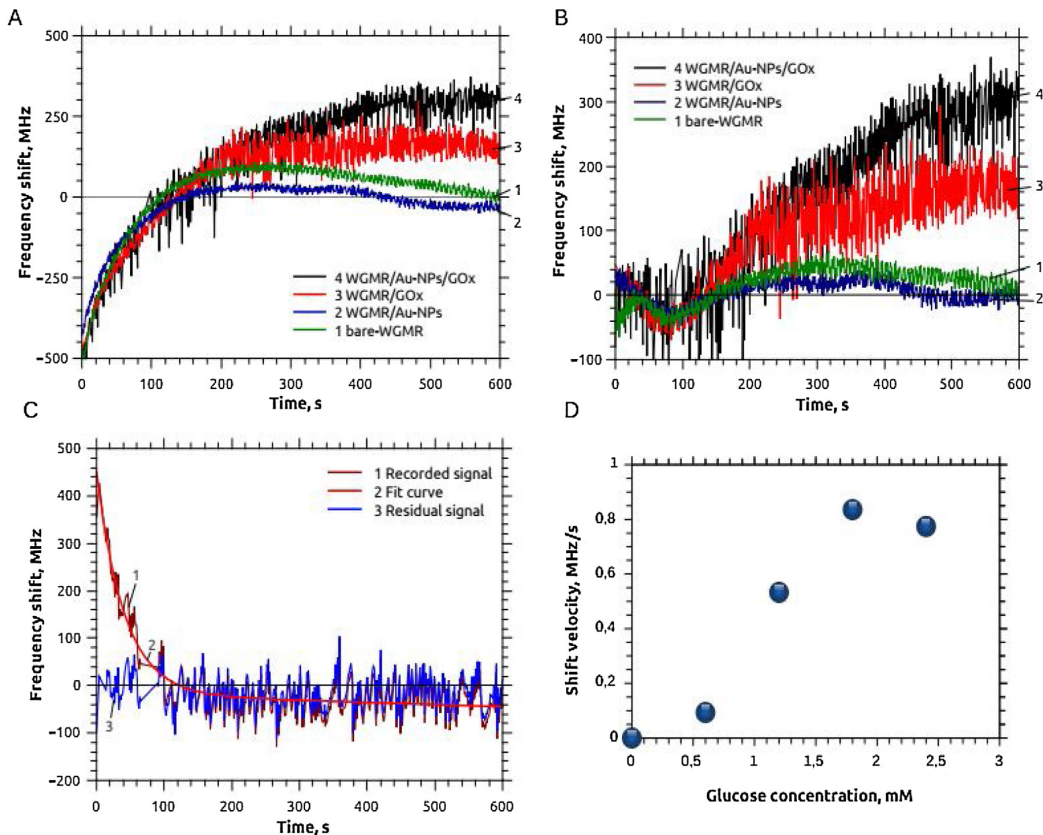 A
Frequency shift, MHz
500
250
0
−250
−500
4
3
1
2
4 WGMR/Au-NPs/GOx
3 WGMR/GOx
2 WGMR/Au-NPs
1 bare-WGMR
0 100 200 300 400 500 600
Time, s
B
Frequency shift, MHz
400
300
200
100
0
−100
4 WGMR/Au-NPs/GOx
3 WGMR/GOx
2 WGMR/Au-NPs
1 bare-WGMR
4
3
1
2
0 100 200 300 400 500 600
Time, s
C
Frequency shift, MHz
500
400
300
200
100
0
−100
−200
1 Recorded signal
2 Fit curve
3 Residual signal
1
2
3
0 100 200 300 400 500 600
Time, s
D
Shift velocity, MHz/s
1
0,8
0,6
0,4
0,2
0
0 0,5 1 1,5 2 2,5 3
Glucose concentration, mM